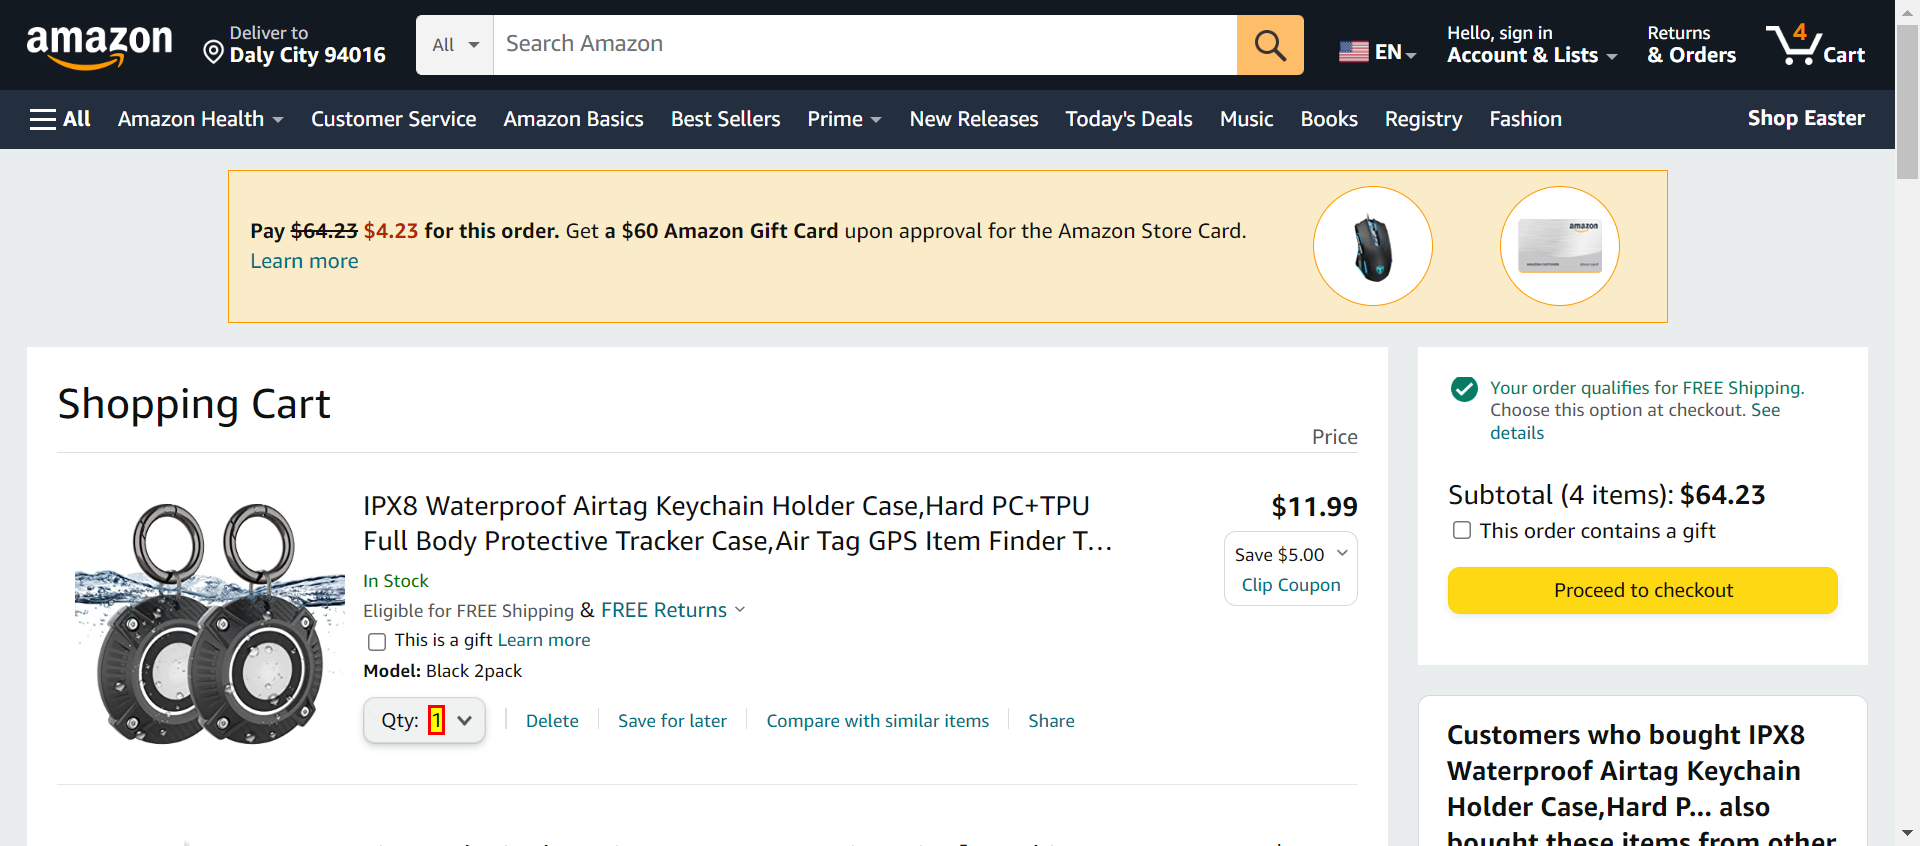 amazon
Deliver to
Daly City 94016
All
Search Amazon
EN
Hello, sign in
Account & Lists
Returns
& Orders
4
Cart
All
Amazon Health
Customer Service
Amazon Basics
Best Sellers
Prime
New Releases
Today's Deals
Music
Books
Registry
Fashion
Shop Easter
Pay $64.23 $4.23 for this order. Get a $60 Amazon Gift Card upon approval for the Amazon Store Card.
Learn more
amazon
Shopping Cart
Price
IPX8 Waterproof Airtag Keychain Holder Case,Hard PC+TPU
Full Body Protective Tracker Case,Air Tag GPS Item Finder T...
$11.99
Save $5.00
Clip Coupon
In Stock
Eligible for FREE Shipping & FREE Returns
This is a gift Learn more
Model: Black 2pack
Qty: 1
Delete
Save for later
Compare with similar items
Share
Your order qualifies for FREE Shipping.
Choose this option at checkout. See
details
Subtotal (4 items): $64.23
This order contains a gift
Proceed to checkout
Customers who bought IPX8
Waterproof Airtag Keychain
Holder Case,Hard P... also
bought these items from other